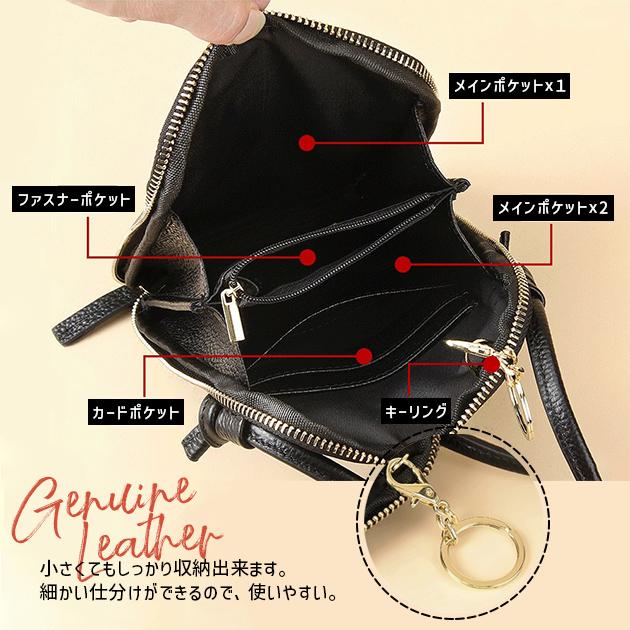 メインポケットx1
ファスナーポケット
メインポケットx2
カードポケット
キーリング
Genuine
Leather
小さくてもしっかり収納出来ます。
細かい仕分けができるので、使いやすい。